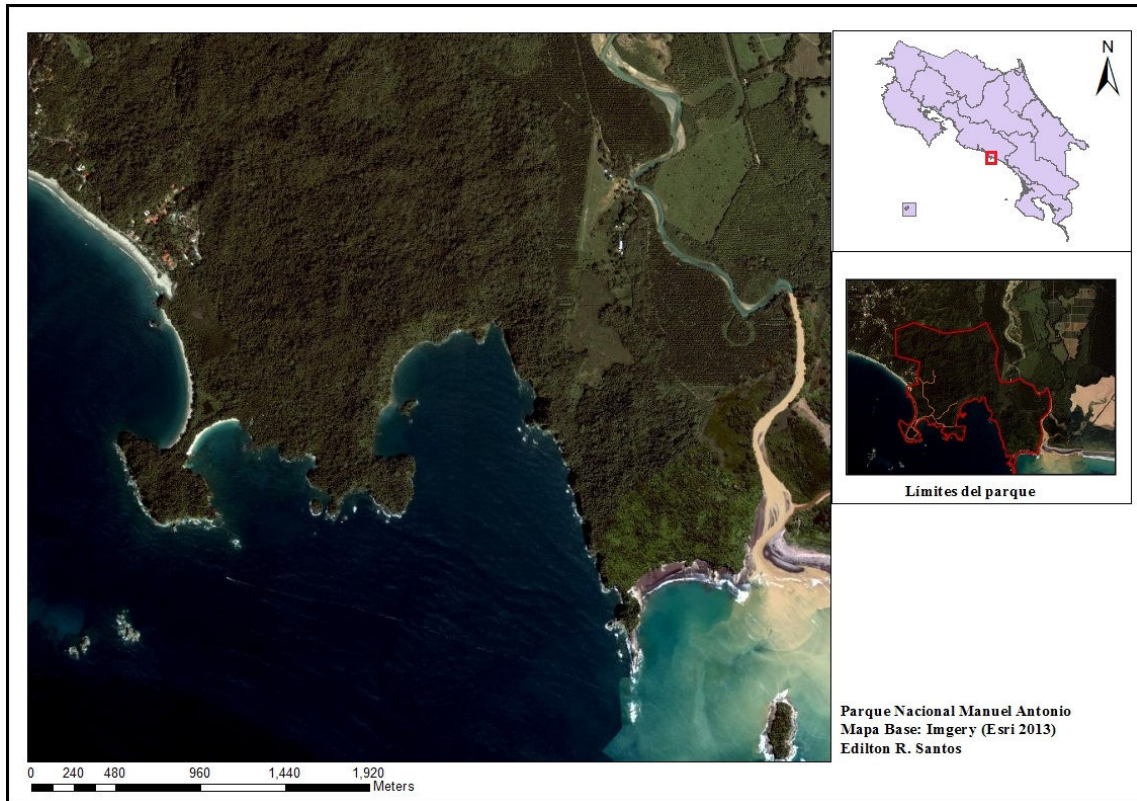 N
Límites del parque
Parque Nacional Manuel Antonio
Mapa Base: Imgery (Esri 2013)
Edilton R. Santos
0 240 480 960 1,440 1,920
Meters